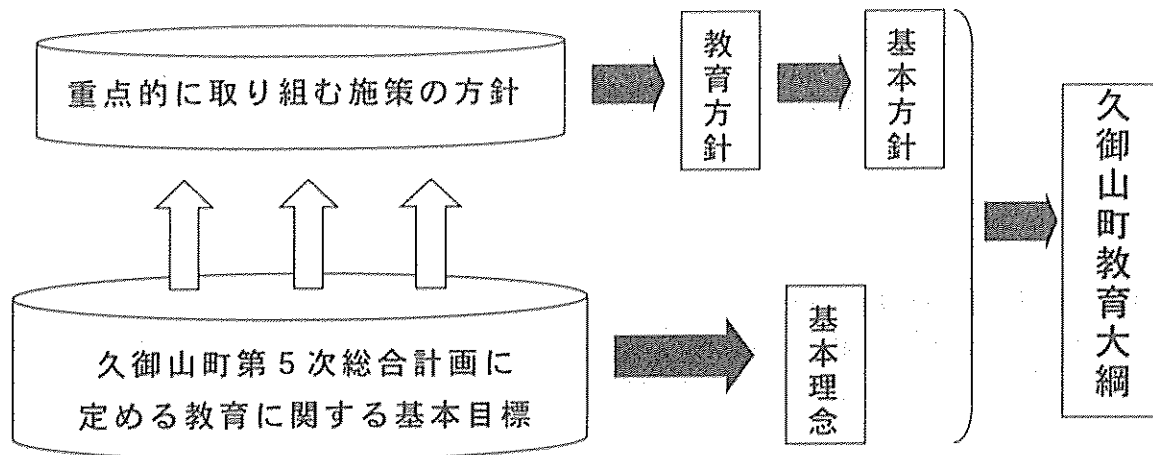 重点的に取り組む施策の方針
教育方針
基本方針
久御山町教育大綱
久御山町第5次総合計画に
定める教育に関する基本目標
基本理念